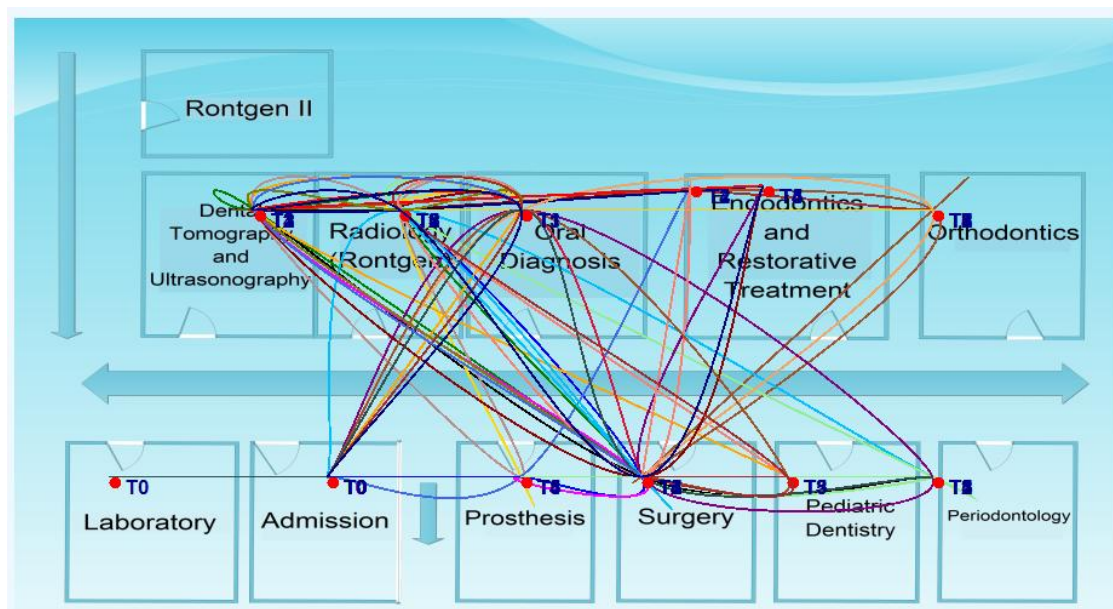 Rontgen II
Dental
Tomography
and
Ultrasonography
Radiology
(Rontgen)
Oral
Diagnosis
Endodontics
and
Restorative
Treatment
Orthodontics
T0
T0
Laboratory
Admission
Prosthesis
Surgery
Pediatric
Dentistry
Periodontology